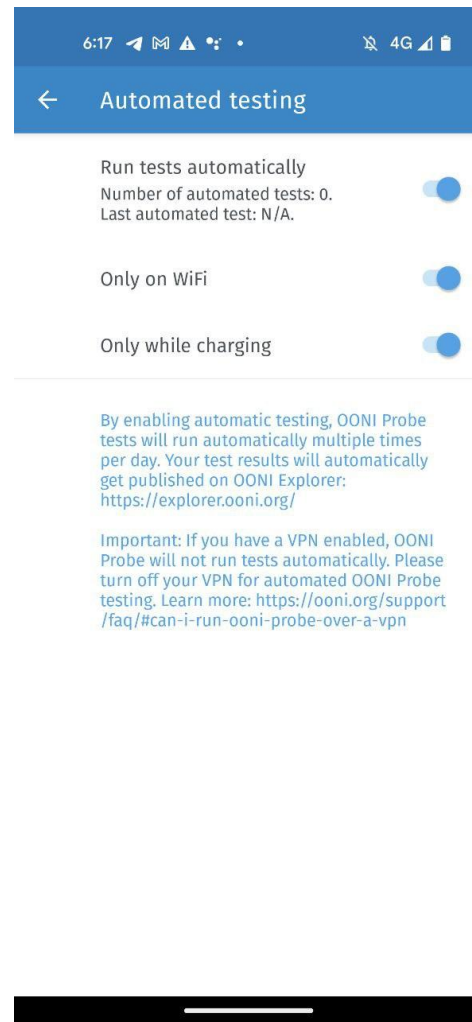 6:17
4G
Automated testing
Run tests automatically
Number of automated tests: 0.
Last automated test: N/A.
Only on WiFi
Only while charging
By enabling automatic testing, OONI Probe
tests will run automatically multiple times
per day. Your test results will automatically
get published on OONI Explorer:
https://explorer.ooni.org/
Important: If you have a VPN enabled, OONI
Probe will not run tests automatically. Please
turn off your VPN for automated OONI Probe
testing. Learn more: https://ooni.org/support
/faq/#can-i-run-ooni-probe-over-a-vpn